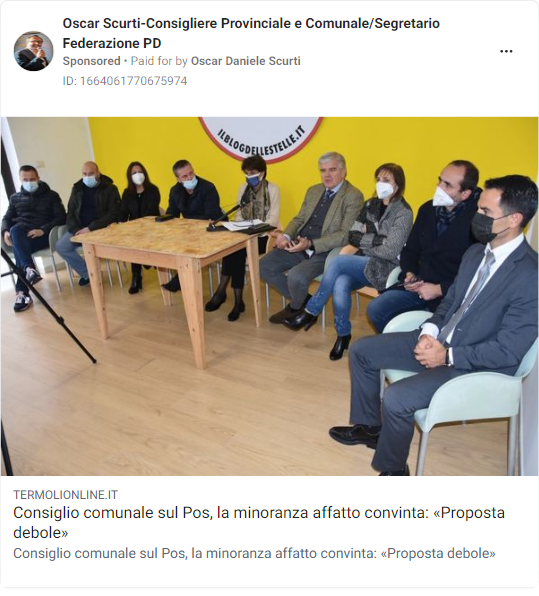 Oscar Scurti-Consigliere Provinciale e Comunale/Segretario
Federazione PD
Sponsored • Paid for by Oscar Daniele Scurti
ID: 1664061770675974
ILBLOGDELLESTELLE.IT
TERMOLIONLINE.IT
Consiglio comunale sul Pos, la minoranza affatto convinta: «Proposta
debole»
Consiglio comunale sul Pos, la minoranza affatto convinta: «Proposta debole»